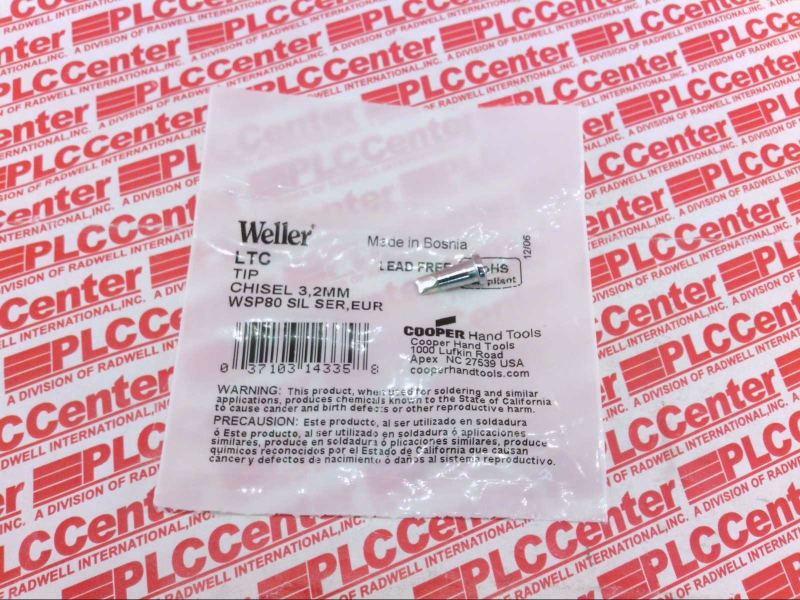 Weller®
LTC
TIP
CHISEL 3,2MM
WSP80 SIL SER,EUR
Made in Bosnia
12/06
LEAD FREE
pliant
COOPER Hand Tools™
Cooper Hand Tools
1000 Lufkin Road
Apex NC 27539 USA
cooperhandtools.com
0 37103 14335 8
WARNING: This product, when used for soldering and similar
applications, produces chemicals known to the State of California
to cause cancer and birth defects or other reproductive harm.
PRECAUSION: Este producto, al ser utilizado en soldadura
ó Este producto, al ser utilizado en soldadura ó aplicaciones
similares, produce en soldadura ó plicaciones similares, produce
químicos reconocidos por el Estado de California que causan
cancer y defectos de nacimiento ó daños al sistema reproductivo.
PLCCenter
A DIVISION OF RADWELL INTERNATIONAL, INC.